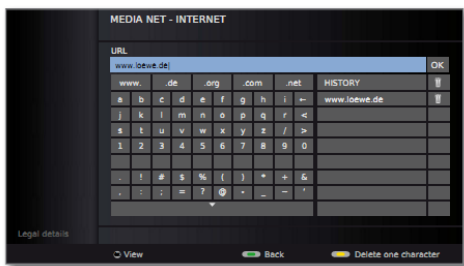 MEDIA NET - INTERNET
URL
www.loewe.de
OK
www. .de .org .com .net HISTORY
a b c d e f g h i ← www.loewe.de
j k l m n o p q r <
s t u v w x y z / >
1 2 3 4 5 6 7 8 9 0
. ! # $ % ( ) * + &
, : ; = ? @ - _ ~ '
Legal details
View Back Delete one character